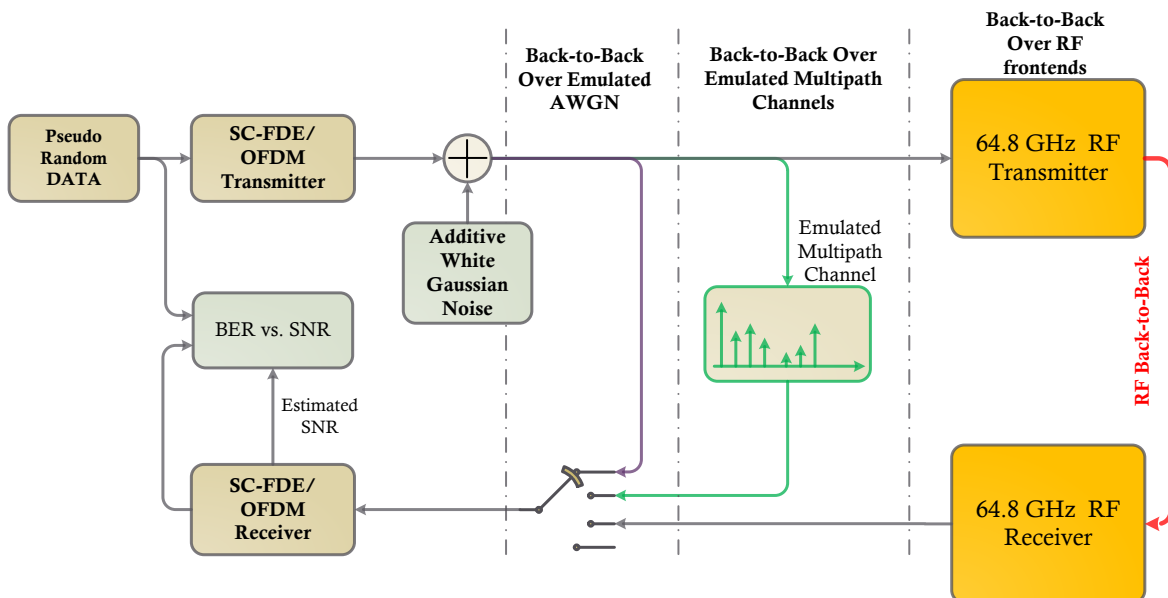 Back-to-Back
Over Emulated
AWGN
Back-to-Back Over
Emulated Multipath
Channels
Back-to-Back
Over RF
frontends
Pseudo
Random
DATA
SC-FDE/
OFDM
Transmitter
64.8 GHz RF
Transmitter
Additive
White
Gaussian
Noise
Emulated
Multipath
Channel
BER vs. SNR
RF Back-to-Back
Estimated
SNR
SC-FDE/
OFDM
Receiver
64.8 GHz RF
Receiver